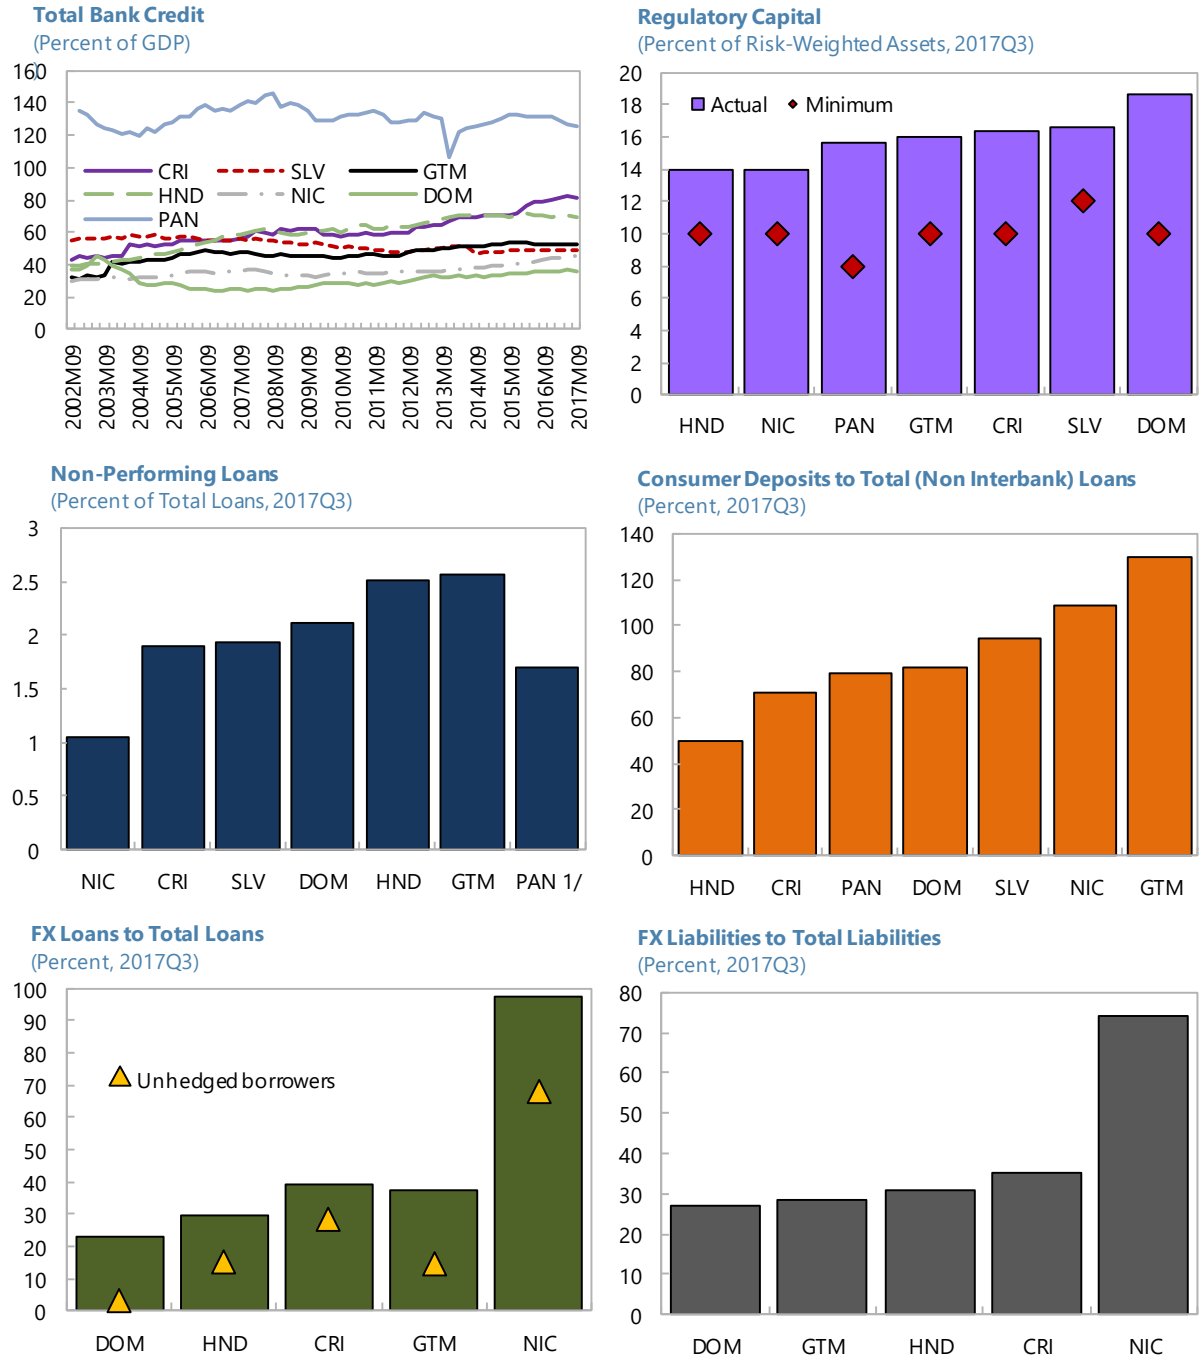 Total Bank Credit
(Percent of GDP)
)
160
140
120
100
80
60
40
20
0
CRI SLV GTM
HND NIC DOM
PAN
2002M09 2003M09 2004M09 2005M09 2006M09 2007M09 2008M09 2009M09 2010M09 2011M09 2012M09 2013M09 2014M09 2015M09 2016M09 2017M09
Regulatory Capital
(Percent of Risk-Weighted Assets, 2017Q3)
20
18
16
14
12
10
8
6
4
2
0
Actual Minimum
HND NIC PAN GTM CRI SLV DOM
Non-Performing Loans
(Percent of Total Loans, 2017Q3)
3
2.5
2
1.5
1
0.5
0
NIC CRI SLV DOM HND GTM PAN 1/
Consumer Deposits to Total (Non Interbank) Loans
(Percent, 2017Q3)
140
120
100
80
60
40
20
0
HND CRI PAN DOM SLV NIC GTM
FX Loans to Total Loans
(Percent, 2017Q3)
100
90
80
70
60
50
40
30
20
10
0
Unhedged borrowers
DOM HND CRI GTM NIC
FX Liabilities to Total Liabilities
(Percent, 2017Q3)
80
70
60
50
40
30
20
10
0
DOM GTM HND CRI NIC